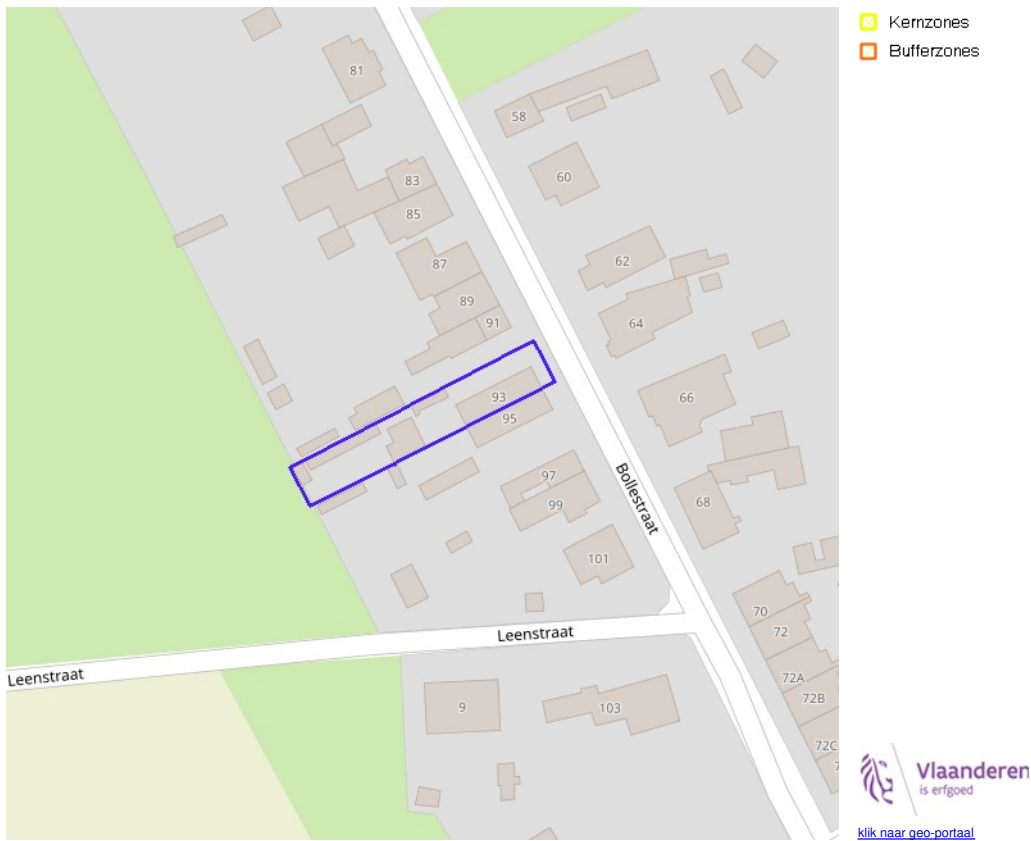 Kernzones
Bufferzones
81
58
60
83
85
87
62
89
91
64
93
66
95
97
99
68
101
Bollestraat
70
72
Leenstraat
Leenstraat
72A
72B
9
103
72C
Vlaanderen
is erfgoed
klik naar geo-portaal